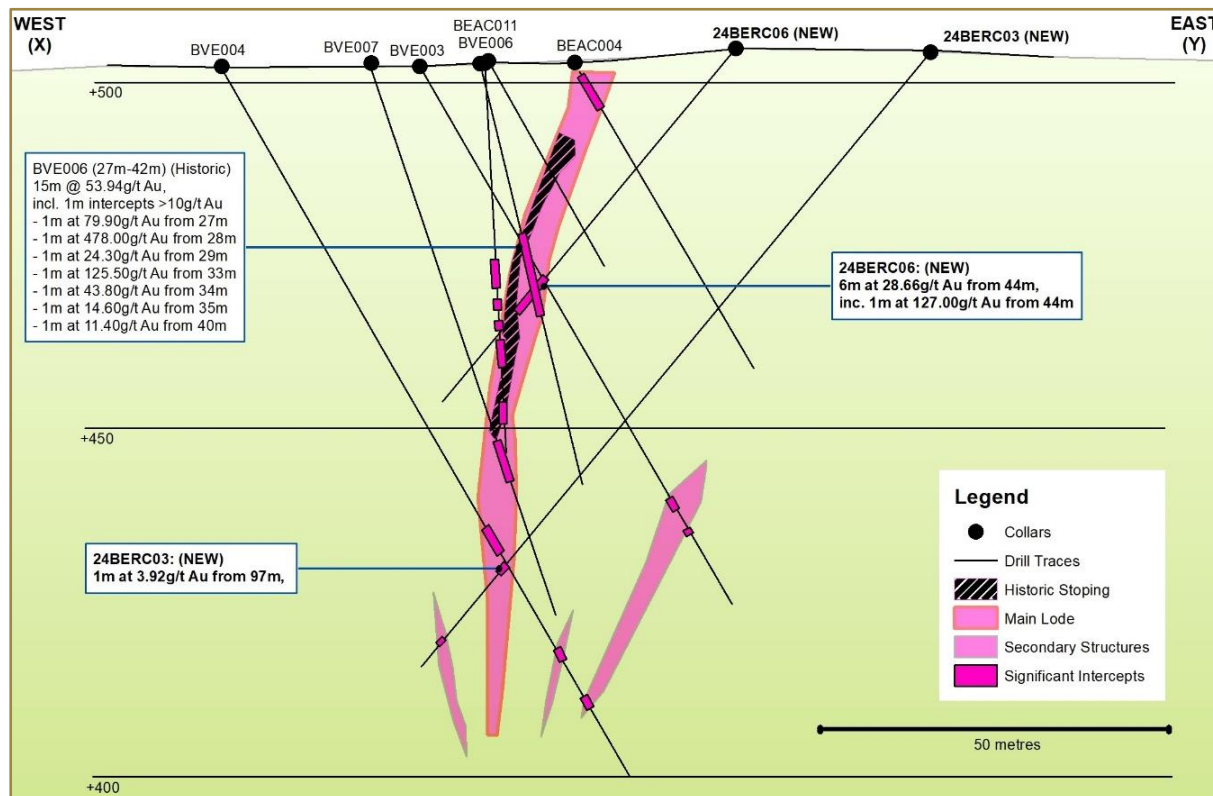 WEST
(X)
EAST
(Y)
BVE004
BVE007
BVE003
BEAC011
BVE006
BEAC004
24BERC06 (NEW)
24BERC03 (NEW)
+500
BVE006 (27m-42m) (Historic)
15m @ 53.94g/t Au,
incl. 1m intercepts >10g/t Au
- 1m at 79.90g/t Au from 27m
- 1m at 478.00g/t Au from 28m
- 1m at 24.30g/t Au from 29m
- 1m at 125.50g/t Au from 33m
- 1m at 43.80g/t Au from 34m
- 1m at 14.60g/t Au from 35m
- 1m at 11.40g/t Au from 40m
24BERC06: (NEW)
6m at 28.66g/t Au from 44m,
inc. 1m at 127.00g/t Au from 44m
+450
24BERC03: (NEW)
1m at 3.92g/t Au from 97m,
Legend
Collars
Drill Traces
Historic Stoping
Main Lode
Secondary Structures
Significant Intercepts
50 metres
+400